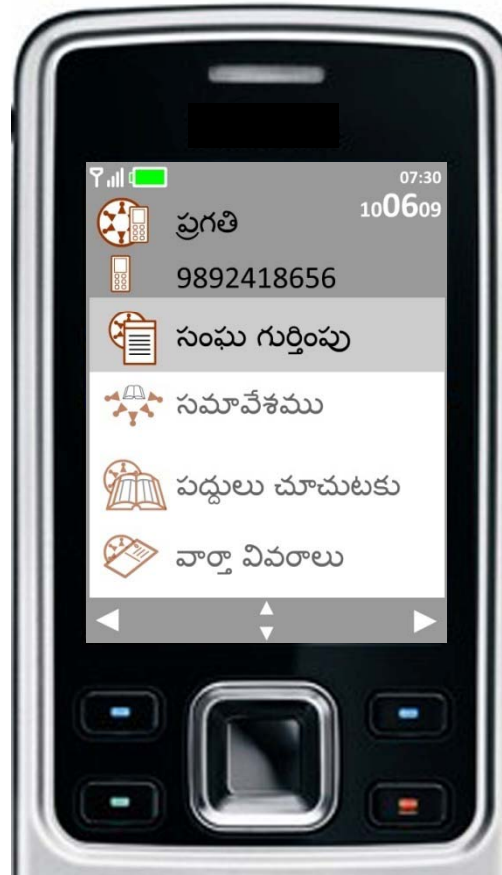 07:30
ప్రగతి 100609
9892418656
సంఘ గుర్తింపు
సమావేశము
పద్దులు చూచుటకు
వార్తా వివరాలు